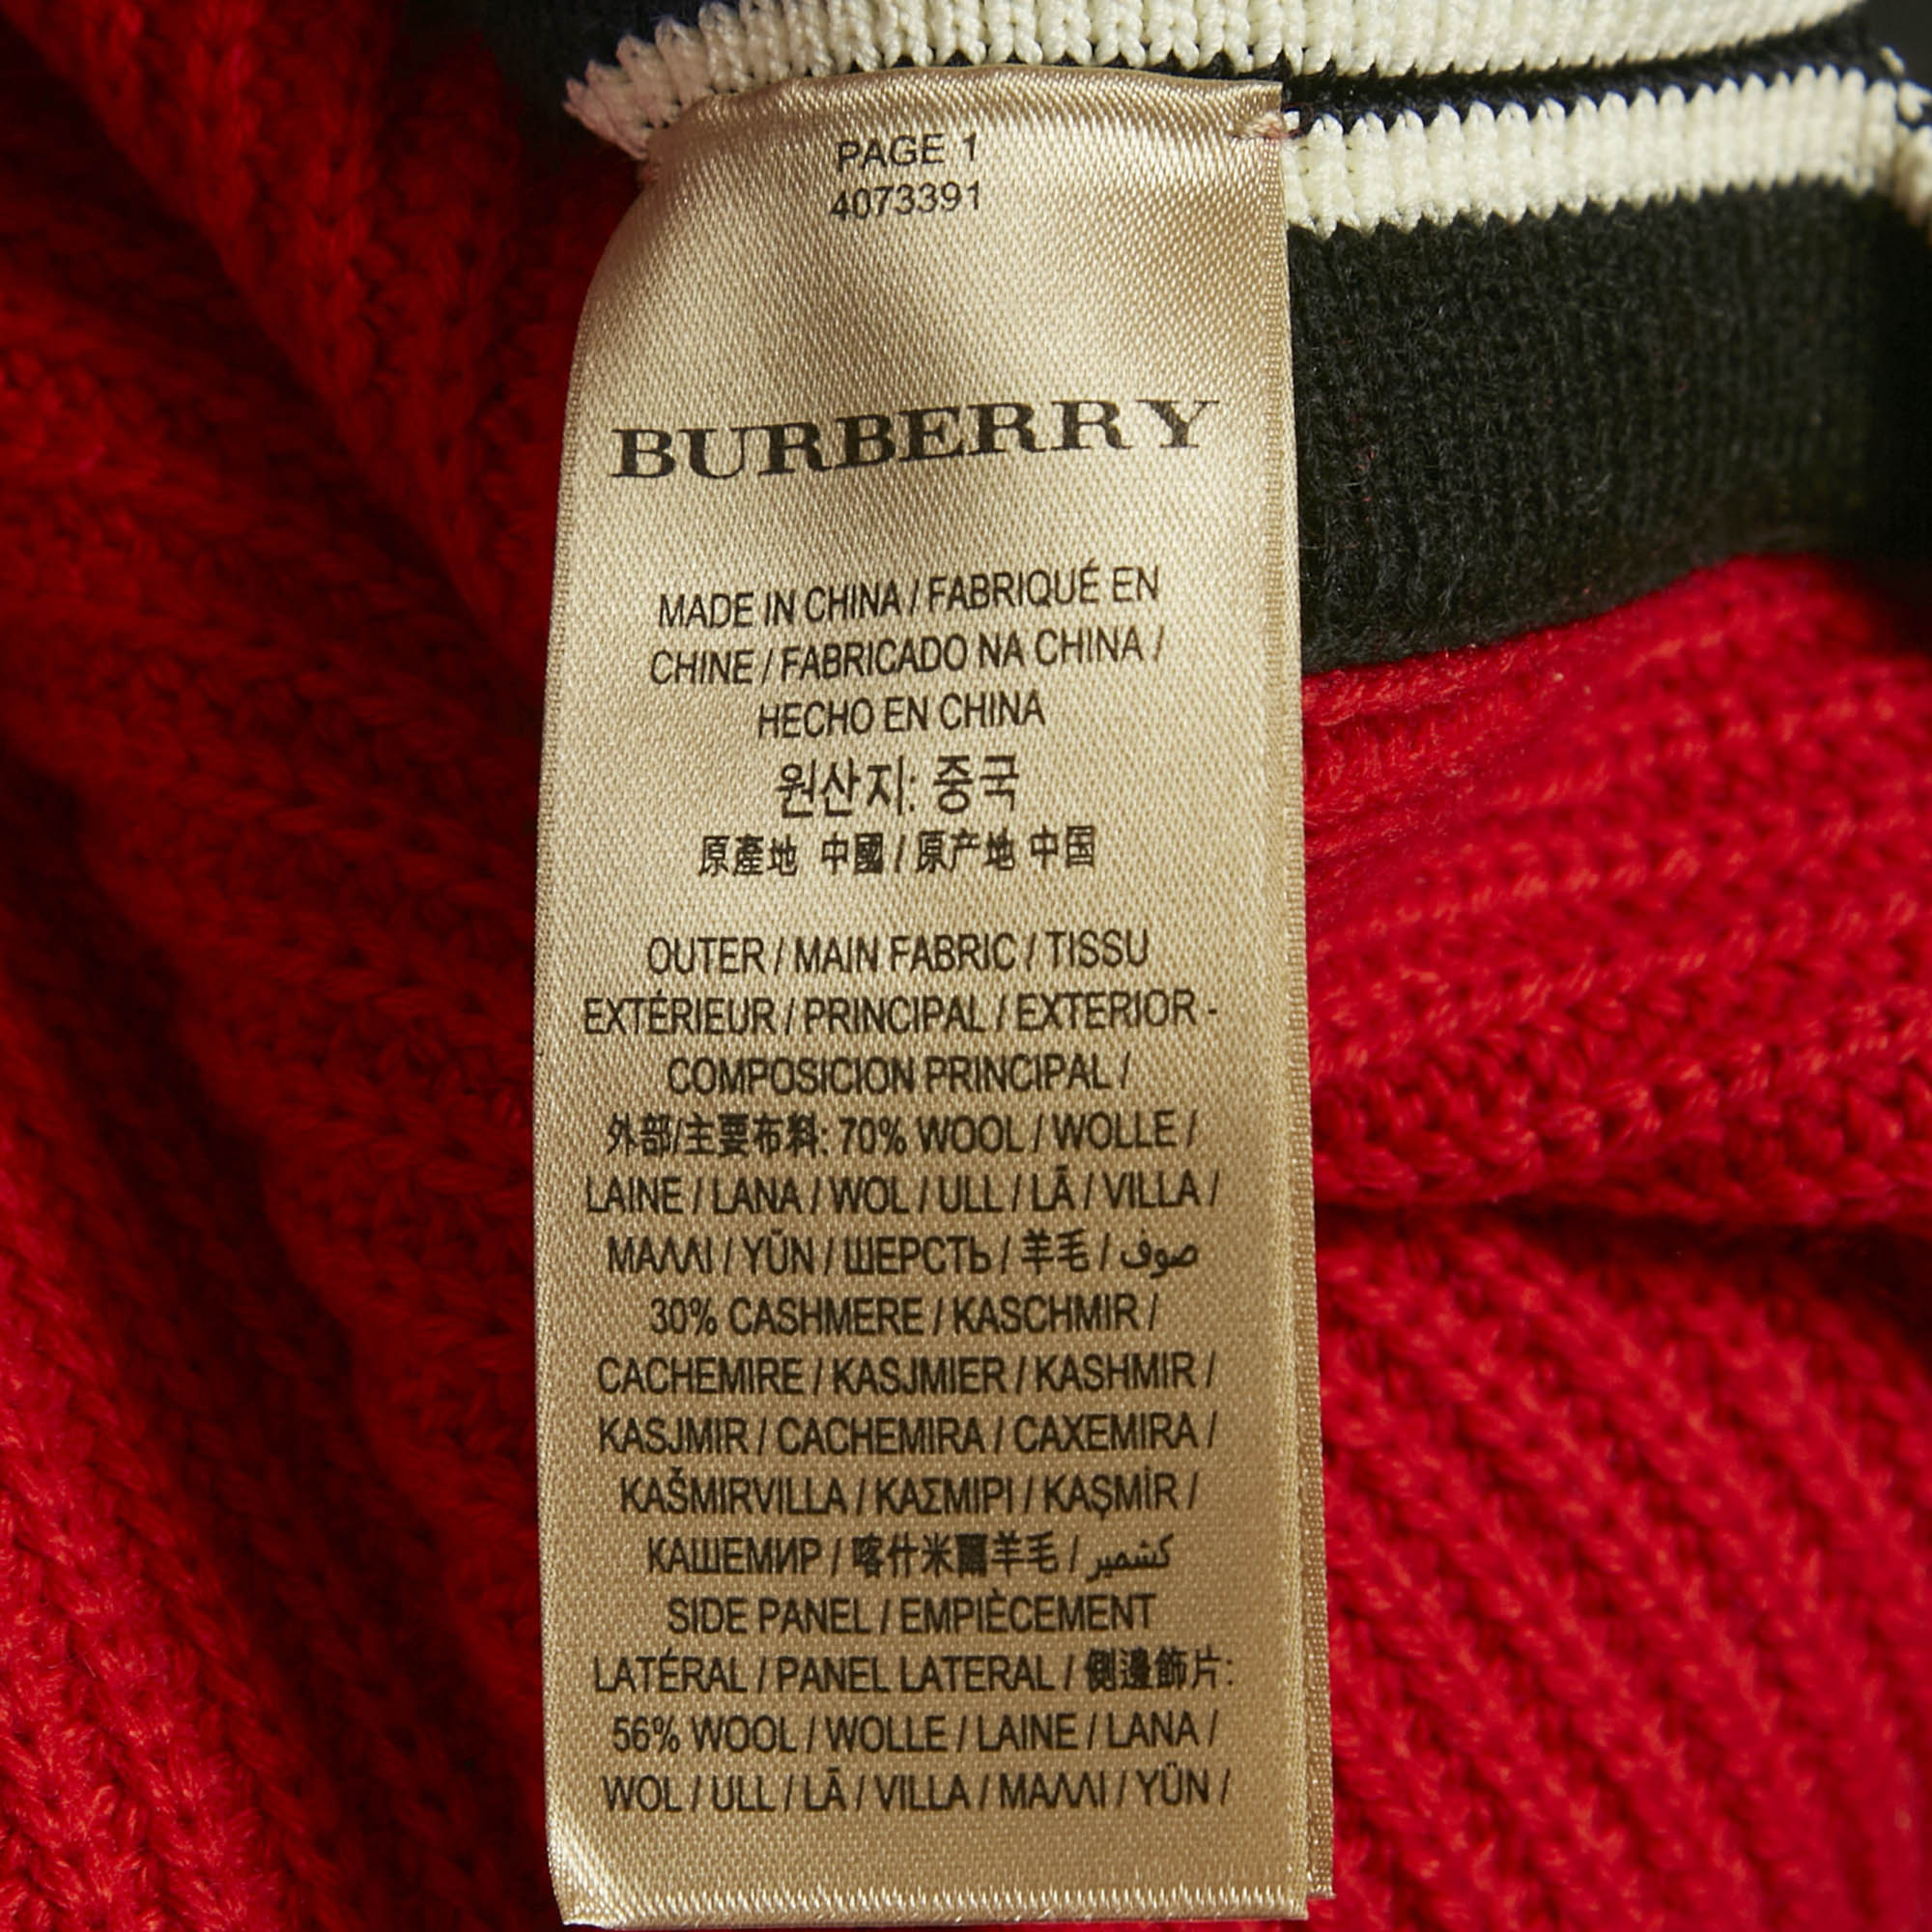 PAGE 1
4073391
BURBERRY
MADE IN CHINA / FABRIQUÉ EN
CHINE / FABRICADO NA CHINA /
HECHO EN CHINA
원산지: 중국
原產地 中國 / 原产地 中国
OUTER / MAIN FABRIC / TISSU
EXTÉRIEUR / PRINCIPAL / EXTERIOR -
COMPOSICION PRINCIPAL /
外部/主要布料: 70% WOOL / WOLLE /
LAINE / LANA / WOL / ULL / LÃ / VILLA /
ΜΑΛΛΙ / YÜN / ШЕРСТЬ / 羊毛 / صوف
30% CASHMERE / KASCHMIR /
CACHEMIRE / KASJMIER / KASHMIR /
KASJMIR / CACHEMIRA / CAXEMIRA /
KAŠMIRVILLA / ΚΑΣΜΙΡΙ / KAŞMİR /
КАШЕМИР / 喀什米爾羊毛 / كشمير
SIDE PANEL / EMPIÈCEMENT
LATÉRAL / PANEL LATERAL / 側邊飾片:
56% WOOL / WOLLE / LAINE / LANA /
WOL / ULL / LÃ / VILLA / ΜΑΛΛΙ / YÜN /